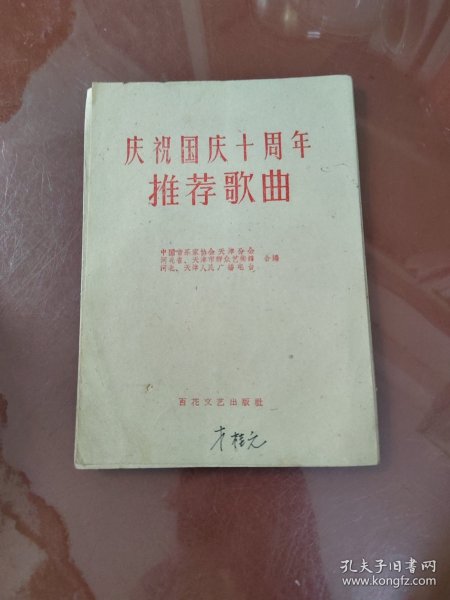 庆祝国庆十周年
推荐歌曲
中国音乐家协会天津分会
河北省、天津市群众艺术馆 合编
河北、天津人民广播电台
百花文艺出版社
桂元
孔夫子旧书网
www.kongfz.com